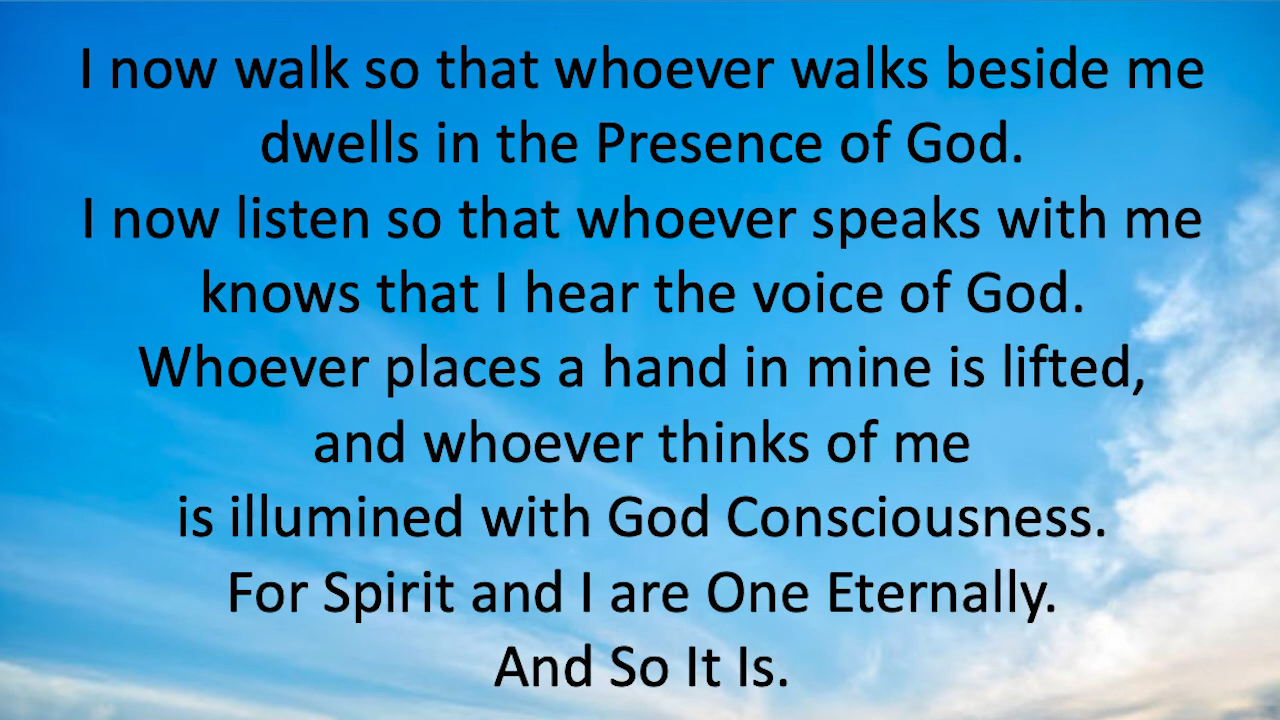 I now walk so that whoever walks beside me
dwells in the Presence of God.
I now listen so that whoever speaks with me
knows that I hear the voice of God.
Whoever places a hand in mine is lifted,
and whoever thinks of me
is illumined with God Consciousness.
For Spirit and I are One Eternally.
And So It Is.